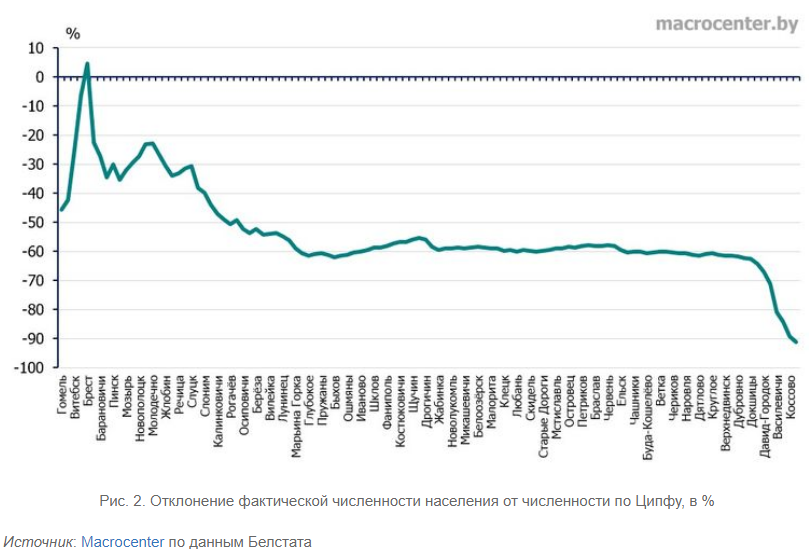 macrocenter.by
%
10
0
-10
-20
-30
-40
-50
-60
-70
-80
-90
-100
Гомель
Витебск
Брест
Барановичи
Пинск
Мозырь
Новополоцк
Молодечно
Жлобин
Речица
Слуцк
Слоним
Калинковичи
Рогачёв
Осиповичи
Берёза
Вилейка
Лунинец
Марьина Горка
Глубокое
Пружаны
Быхов
Ошмяны
Иваново
Шклов
Фаниполь
Костюковичи
Щучин
Дрогичин
Жабинка
Новолукомль
Микашевичи
Белоозёрск
Малорита
Клецк
Любань
Скидель
Старые Дороги
Мстиславль
Островец
Петриков
Браслав
Червень
Ельск
Чашники
Буда-Кошелёво
Ветка
Чериков
Наровля
Дятлово
Круглое
Верхнедвинск
Дубровно
Докшицы
Давид-Городок
Василевичи
Коссово
Рис. 2. Отклонение фактической численности населения от численности по Ципфу, в %
Источник: Macrocenter по данным Белстата